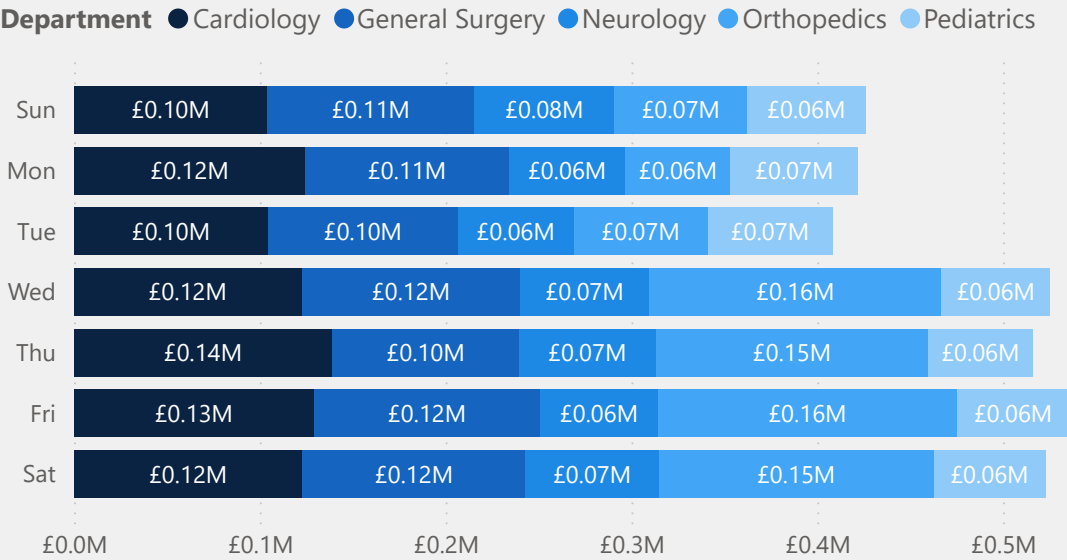 Department Cardiology General Surgery Neurology Orthopedics Pediatrics
Sun £0.10M £0.11M £0.08M £0.07M £0.06M
Mon £0.12M £0.11M £0.06M £0.06M £0.07M
Tue £0.10M £0.10M £0.06M £0.07M £0.07M
Wed £0.12M £0.12M £0.07M £0.16M £0.06M
Thu £0.14M £0.10M £0.07M £0.15M £0.06M
Fri £0.13M £0.12M £0.06M £0.16M £0.06M
Sat £0.12M £0.12M £0.07M £0.15M £0.06M
£0.0M £0.1M £0.2M £0.3M £0.4M £0.5M